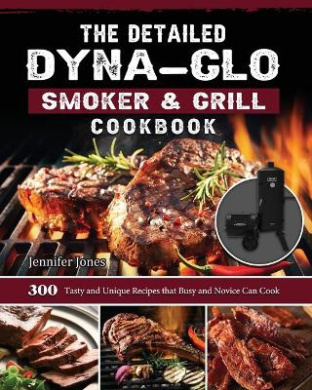 THE DETAILED
DYNA-GLO
SMOKER & GRILL
COOKBOOK
Jennifer Jones
300 Tasty and Unique Recipes that Busy and Novice Can Cook